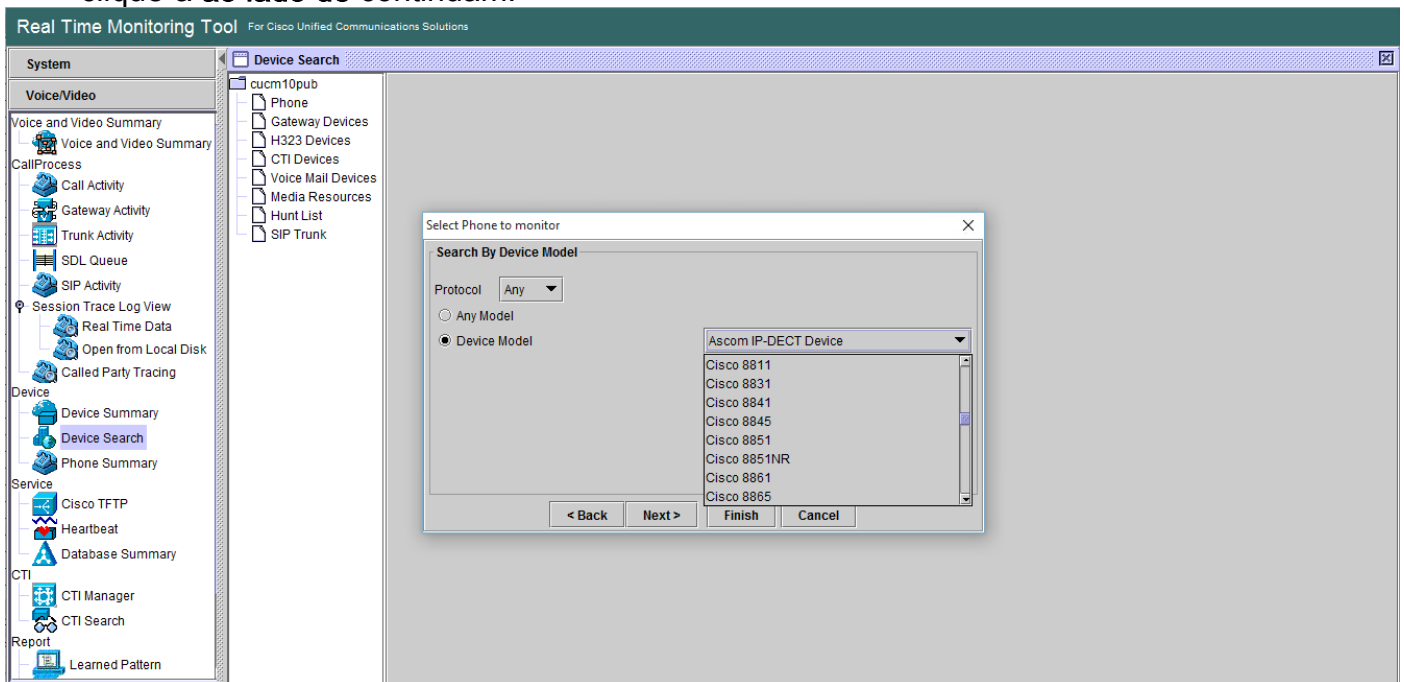 clique a ao lado do continuam.
Real Time Monitoring Tool For Cisco Unified Communications Solutions
System
Voice/Video
Voice and Video Summary
Voice and Video Summary
CallProcess
Call Activity
Gateway Activity
Trunk Activity
SDL Queue
SIP Activity
Session Trace Log View
Real Time Data
Open from Local Disk
Called Party Tracing
Device
Device Summary
Device Search
Phone Summary
Service
Cisco TFTP
Heartbeat
Database Summary
CTI
CTI Manager
CTI Search
Report
Learned Pattern
Device Search
cucm10pub
Phone
Gateway Devices
H323 Devices
CTI Devices
Voice Mail Devices
Media Resources
Hunt List
SIP Trunk
Select Phone to monitor
Search By Device Model
Protocol Any
Any Model
Device Model Ascom IP-DECT Device
Cisco 8811
Cisco 8831
Cisco 8841
Cisco 8845
Cisco 8851
Cisco 8851NR
Cisco 8861
Cisco 8865
< Back Next > Finish Cancel